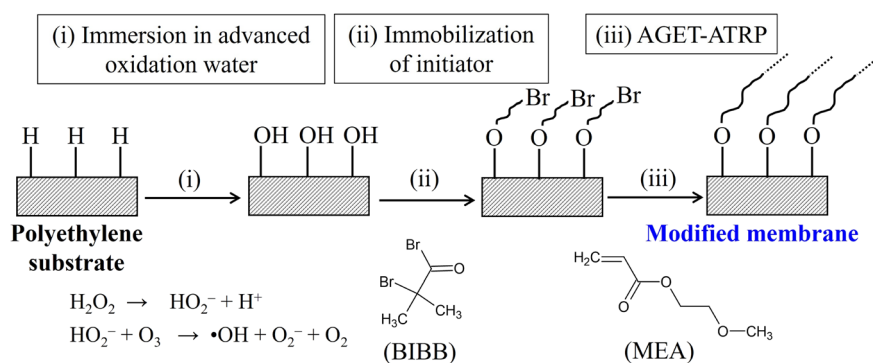 (i) Immersion in advanced
oxidation water
(ii) Immobilization
of initiator
(iii) AGET-ATRP
H H H
(i)
OH OH OH
(ii)
Br Br Br
O O O
(iii)
O O O
Polyethylene
substrate
Modified membrane
H₂O₂ → HO₂⁻ + H⁺
HO₂⁻ + O₃ → •OH + O₂⁻ + O₂
Br
O
Br
CH₃
H₃C
(BIBB)
H₂C
O
O
O
CH₃
(MEA)